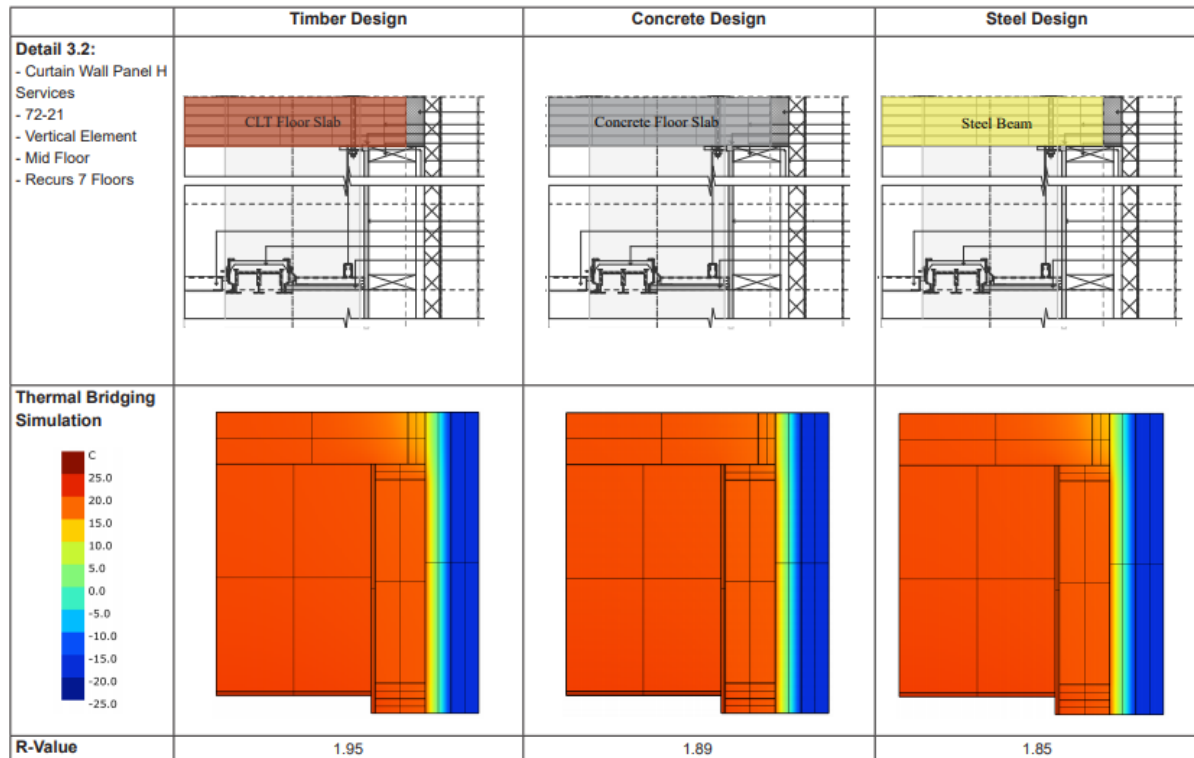 Timber Design
Concrete Design
Steel Design
Detail 3.2:
- Curtain Wall Panel H
Services
- 72-21
- Vertical Element
- Mid Floor
- Recurs 7 Floors
CLT Floor Slab
Concrete Floor Slab
Steel Beam
Thermal Bridging
Simulation
C
25.0
20.0
15.0
10.0
5.0
0.0
-5.0
-10.0
-15.0
-20.0
-25.0
R-Value
1.95
1.89
1.85